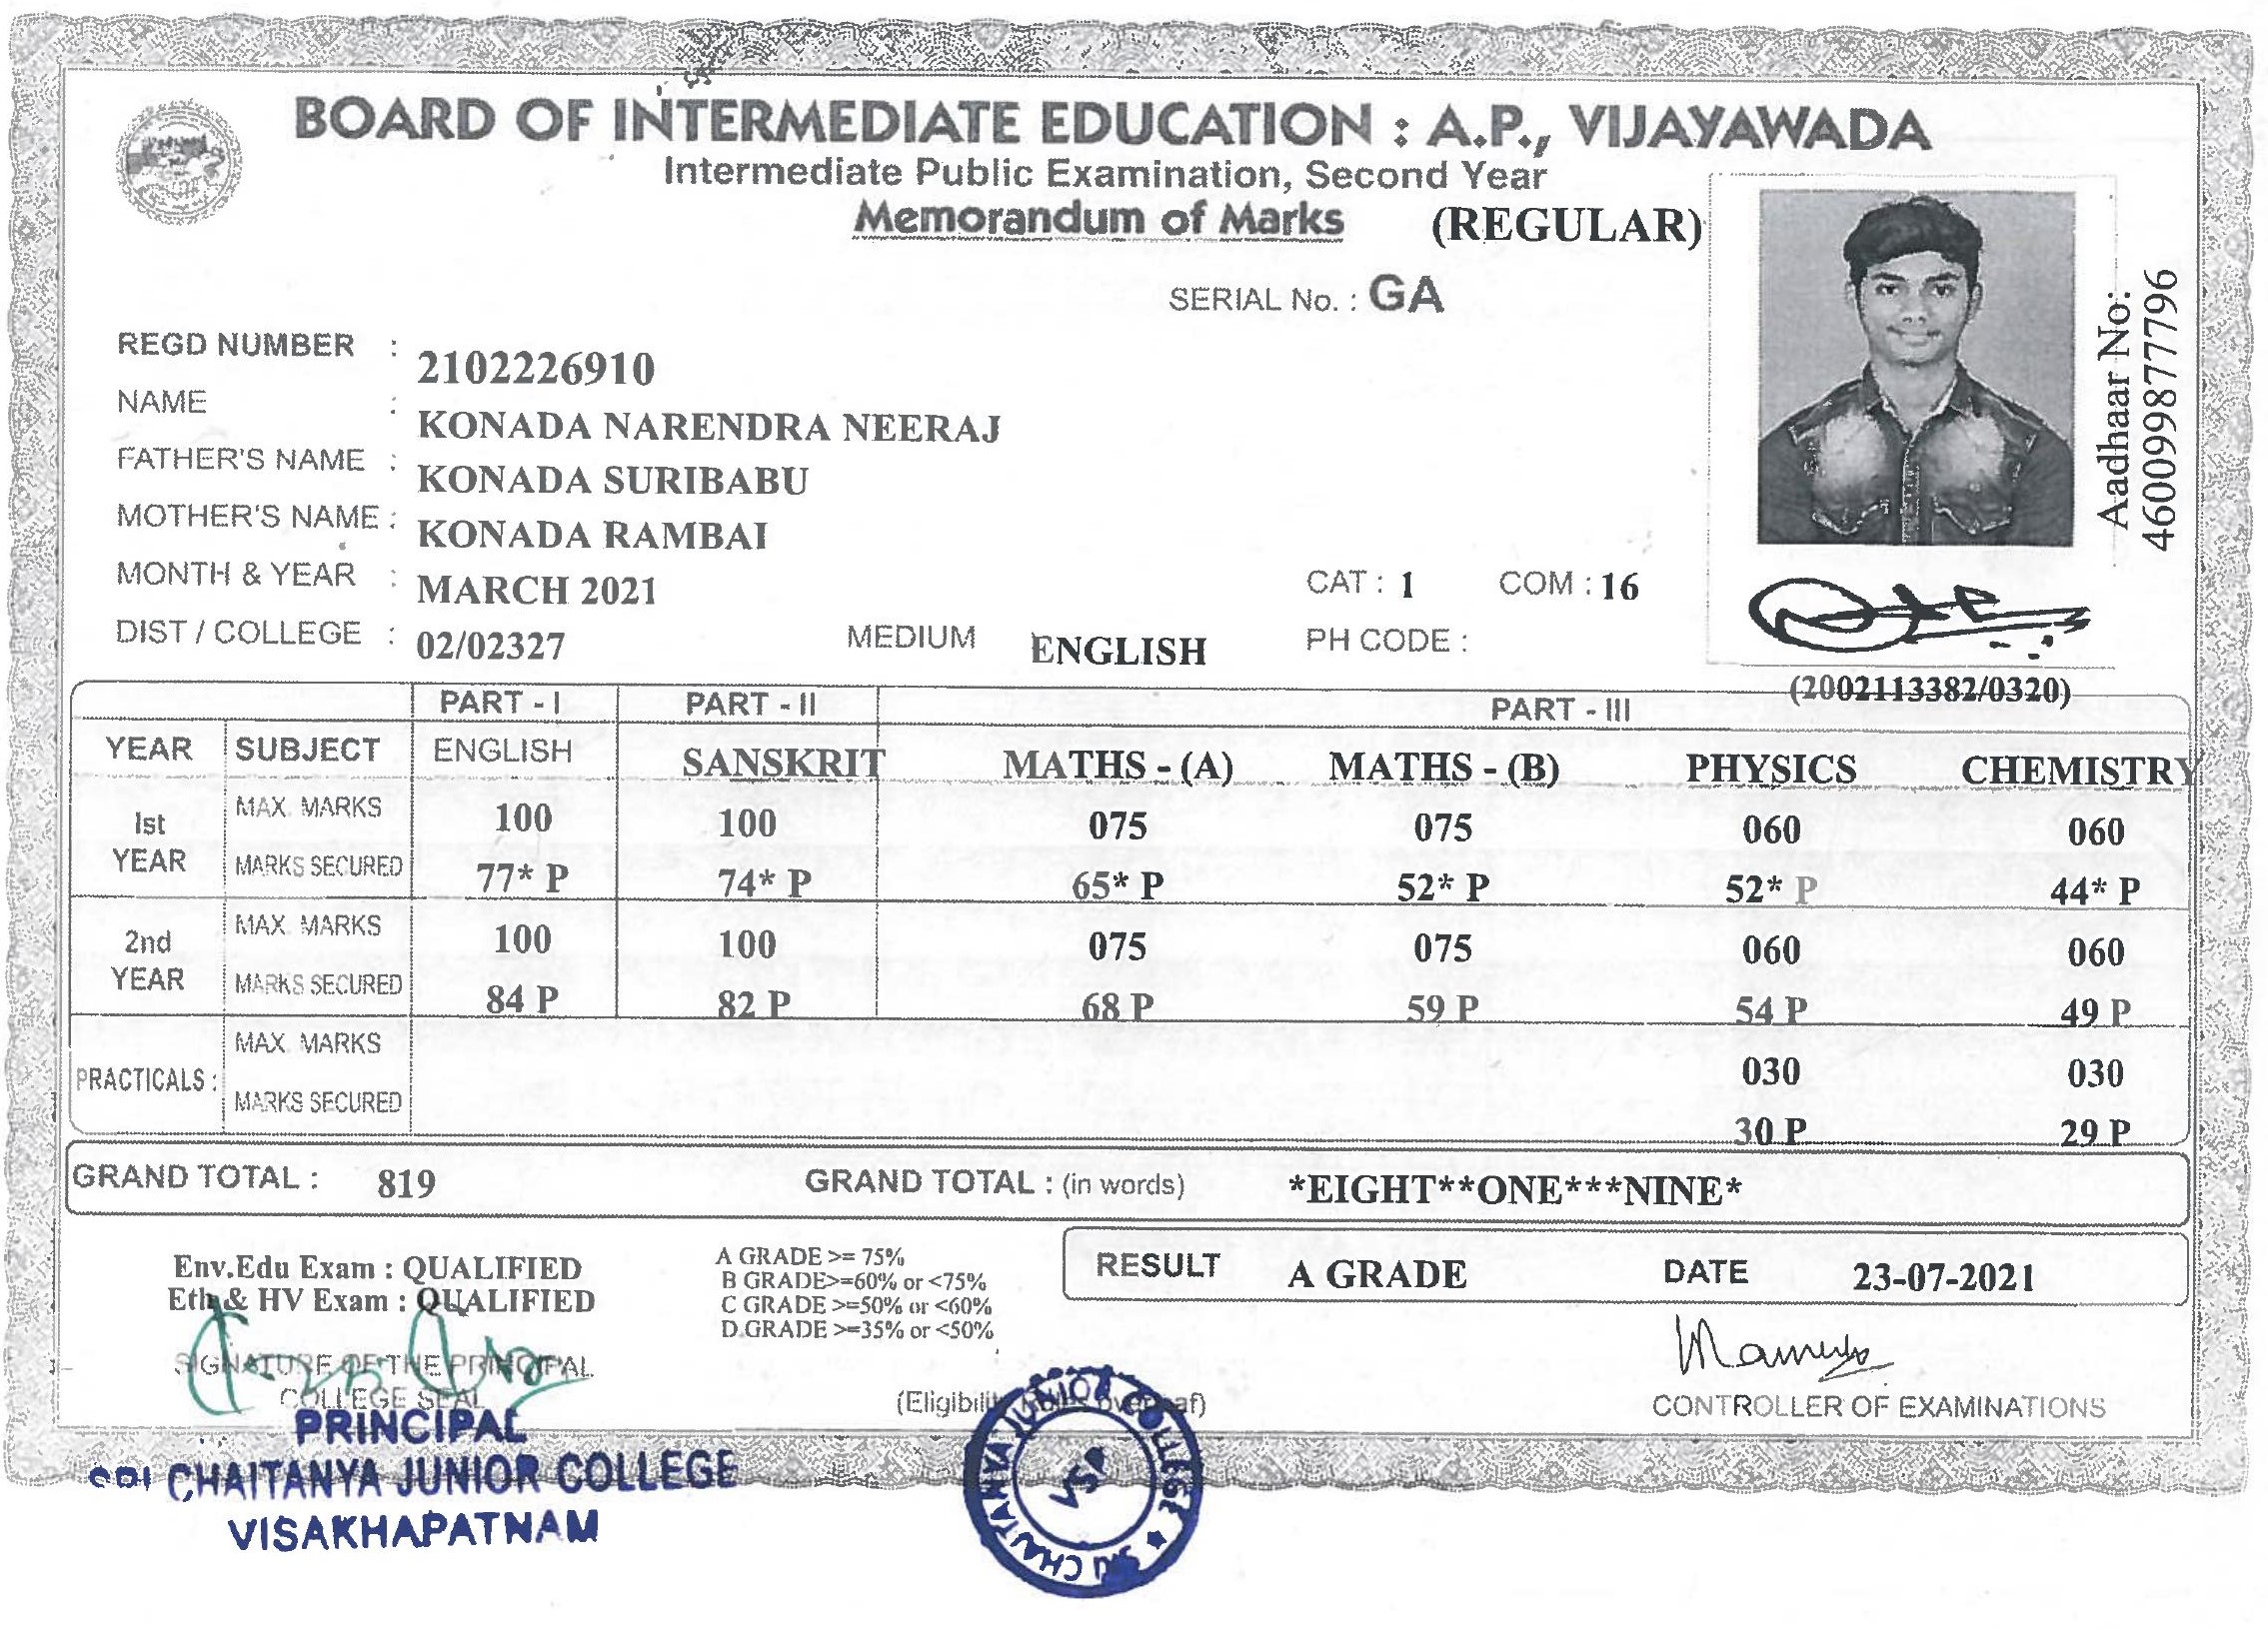 BOARD OF INTERMEDIATE EDUCATION : A.P., VIJAYAWADA
Intermediate Public Examination, Second Year
Memorandum of Marks (REGULAR)
SERIAL No. : GA
Aadhaar No:
460099877796
REGD NUMBER : 2102226910
NAME : KONADA NARENDRA NEERAJ
FATHER'S NAME : KONADA SURIBABU
MOTHER'S NAME : KONADA RAMBAI
MONTH & YEAR : MARCH 2021 CAT : 1 COM : 16
DIST / COLLEGE : 02/02327 MEDIUM ENGLISH PH CODE :
(2002113382/0320)
PART - I PART - II PART - III
YEAR SUBJECT ENGLISH SANSKRIT MATHS - (A) MATHS - (B) PHYSICS CHEMISTRY
Ist YEAR MAX. MARKS 100 100 075 075 060 060
MARKS SECURED 77* P 74* P 65* P 52* P 52* P 44* P
2nd YEAR MAX. MARKS 100 100 075 075 060 060
MARKS SECURED 84 P 82 P 68 P 59 P 54 P 49 P
PRACTICALS : MAX. MARKS 030 030
MARKS SECURED 30 P 29 P
GRAND TOTAL : 819 GRAND TOTAL : (in words) *EIGHT**ONE***NINE*
Env.Edu Exam : QUALIFIED
Eth & HV Exam : QUALIFIED
A GRADE >= 75%
B GRADE>=60% or <75%
C GRADE >=50% or <60%
D.GRADE >=35% or <50%
RESULT A GRADE DATE 23-07-2021
SIGNATURE OF THE PRINCIPAL
COLLEGE SEAL
(Eligibility overleaf)
CONTROLLER OF EXAMINATIONS
PRINCIPAL
SRI CHAITANYA JUNIOR COLLEGE
VISAKHAPATNAM
SRI CHAITANYA JUNIOR COLLEGE
VSP